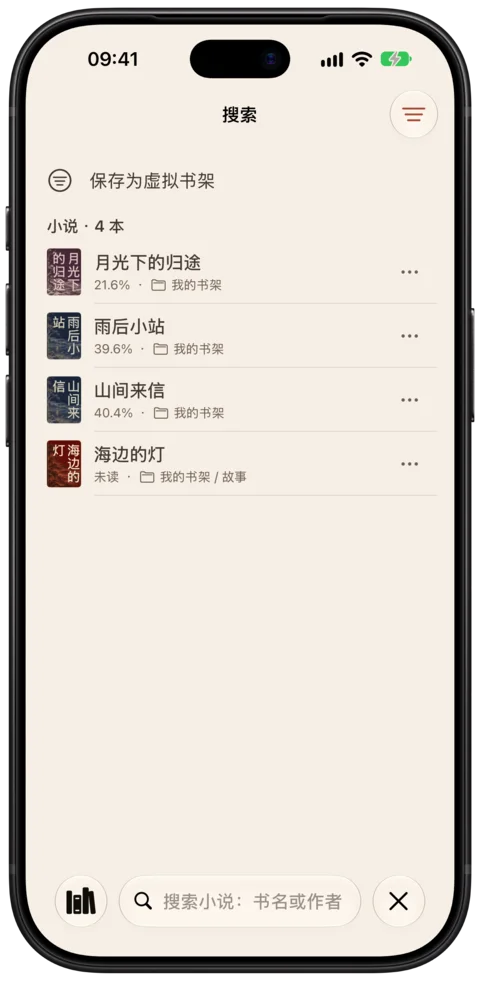 09:41
搜索
保存为虚拟书架
小说 · 4 本
月光下的归途
月光下的归途
21.6% · 我的书架
雨后小站
雨后小站
39.6% · 我的书架
山间来信
山间来信
40.4% · 我的书架
海边的灯
海边的灯
未读 · 我的书架 / 故事
搜索小说：书名或作者